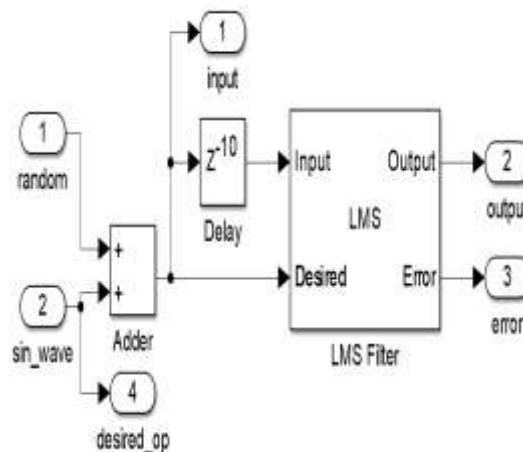 1
input
1
random
Z-10
Delay
Input
Output
LMS
Desired
Error
LMS Filter
2
output
3
error
+
+
Adder
2
sin_wave
4
desired_op